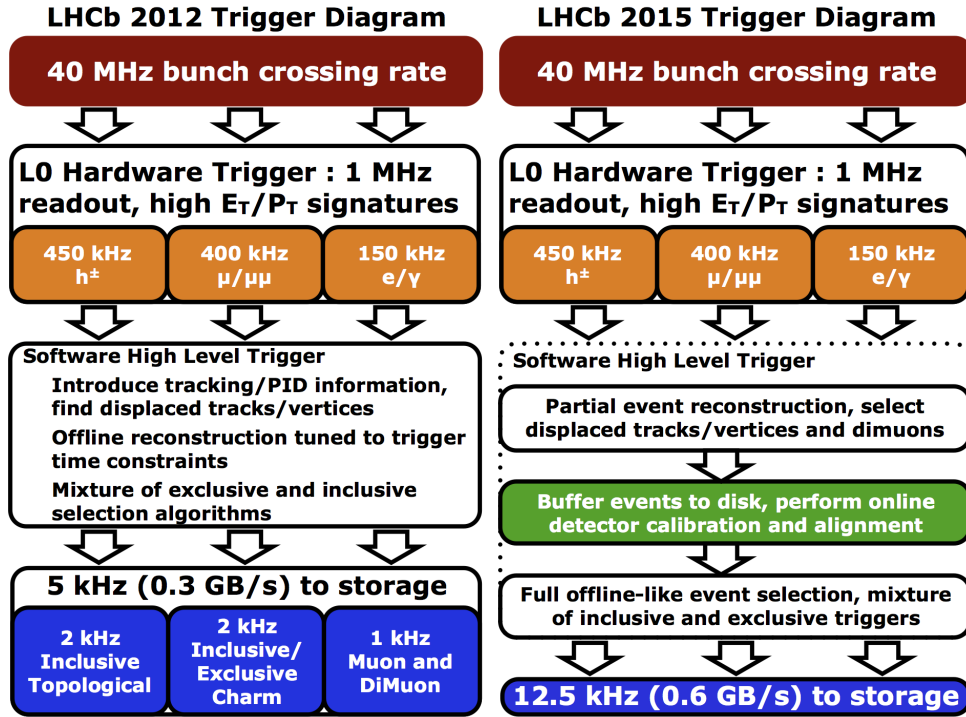 LHCb 2012 Trigger Diagram
40 MHz bunch crossing rate
L0 Hardware Trigger : 1 MHz
readout, high E_T/P_T signatures
450 kHz
h±
400 kHz
μ/μμ
150 kHz
e/γ
Software High Level Trigger
Introduce tracking/PID information,
find displaced tracks/vertices
Offline reconstruction tuned to trigger
time constraints
Mixture of exclusive and inclusive
selection algorithms
5 kHz (0.3 GB/s) to storage
2 kHz
Inclusive
Topological
2 kHz
Inclusive/
Exclusive
Charm
1 kHz
Muon and
DiMuon
LHCb 2015 Trigger Diagram
40 MHz bunch crossing rate
L0 Hardware Trigger : 1 MHz
readout, high E_T/P_T signatures
450 kHz
h±
400 kHz
μ/μμ
150 kHz
e/γ
Software High Level Trigger
Partial event reconstruction, select
displaced tracks/vertices and dimuons
Buffer events to disk, perform online
detector calibration and alignment
Full offline-like event selection, mixture
of inclusive and exclusive triggers
12.5 kHz (0.6 GB/s) to storage